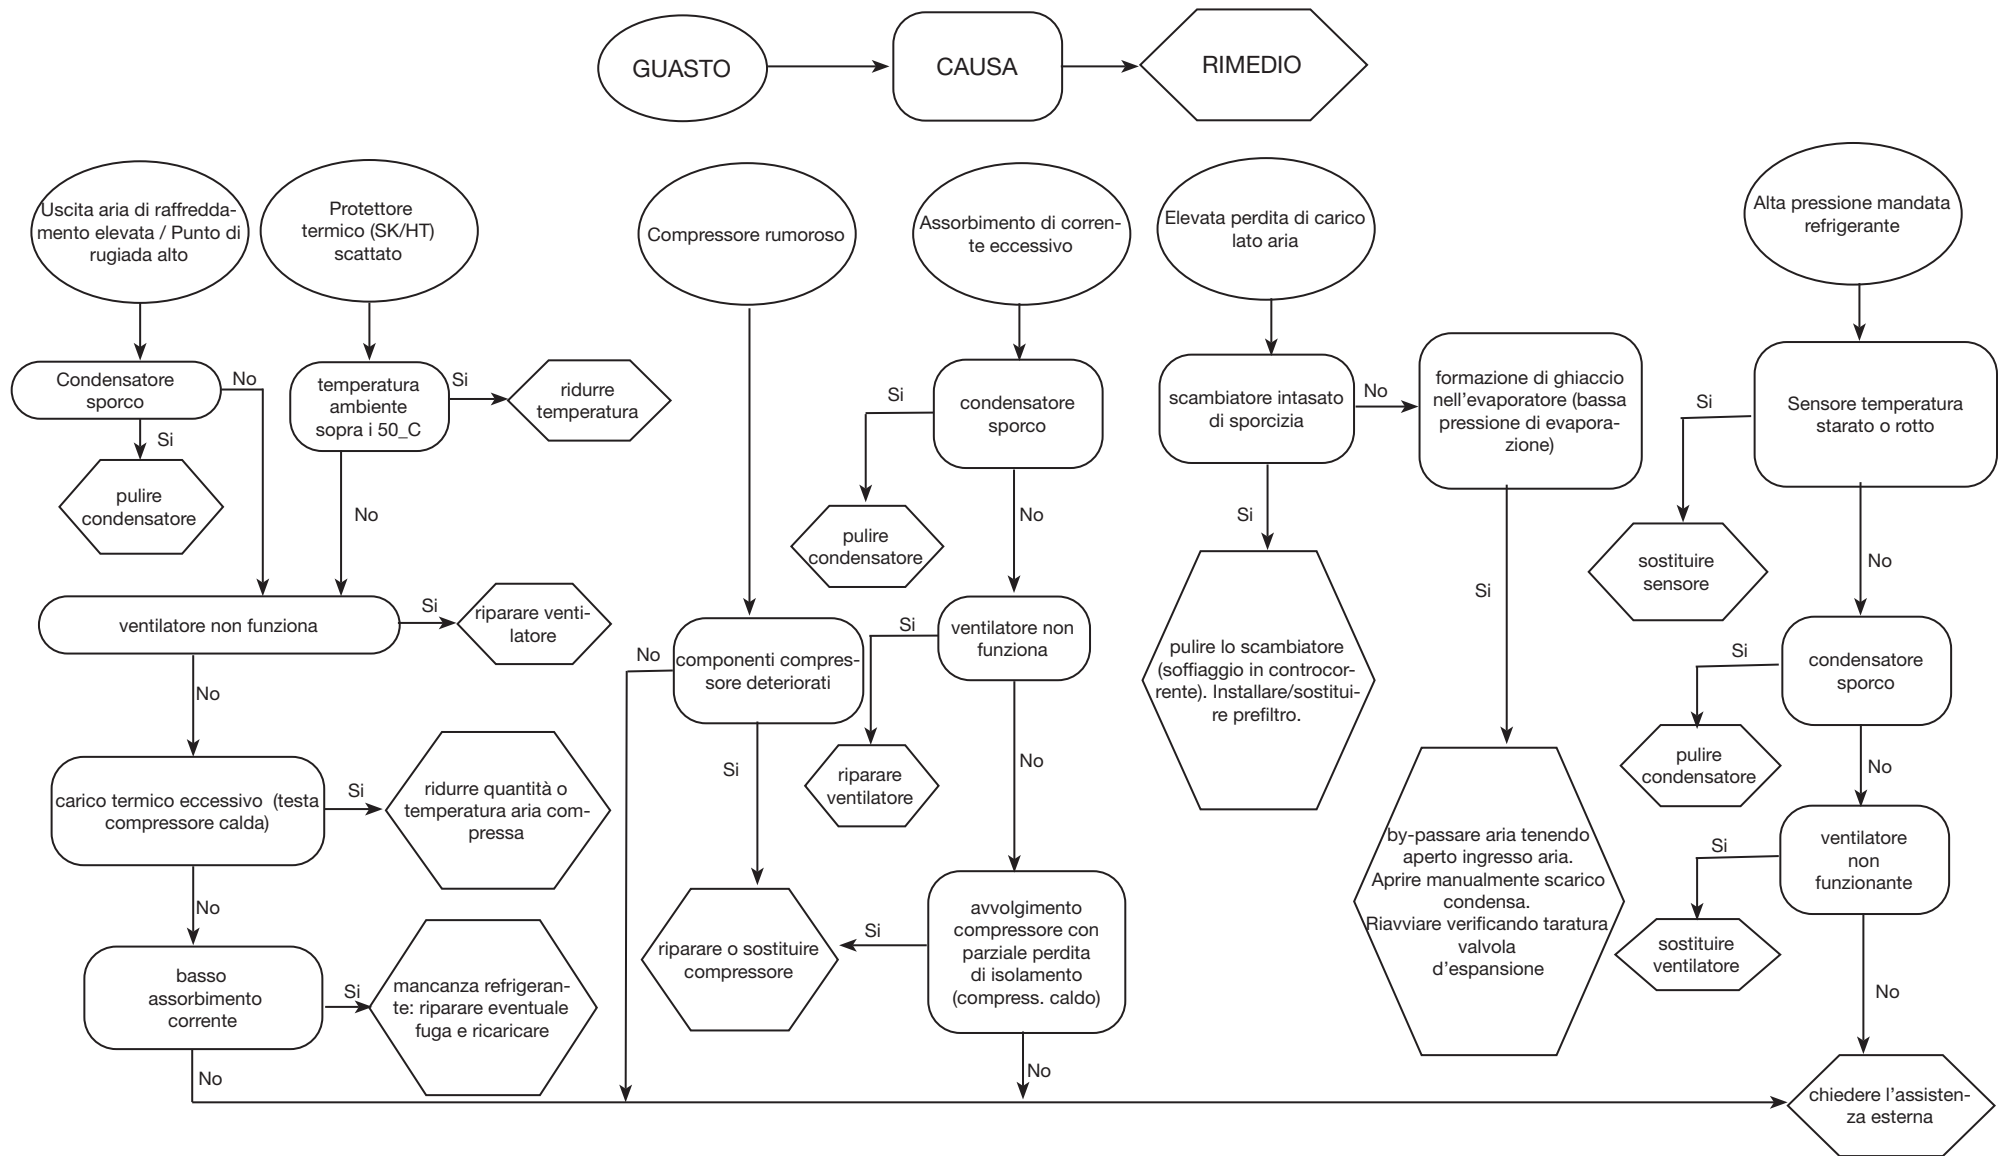 GUASTO
CAUSA
RIMEDIO
Uscita aria di raffredda-
mento elevata / Punto di
rugiada alto
Protettore
termico (SK/HT)
scattato
Compressore rumoroso
Assorbimento di corren-
te eccessivo
Elevata perdita di carico
lato aria
Alta pressione mandata
refrigerante
Condensatore
sporco
No
Si
pulire
condensatore
temperatura
ambiente
sopra i 50_C
Si
ridurre
temperatura
No
ventilatore non funziona
Si
riparare venti-
latore
No
carico termico eccessivo (testa
compressore calda)
Si
ridurre quantità o
temperatura aria com-
pressa
No
basso
assorbimento
corrente
Si
mancanza refrigeran-
te: riparare eventuale
fuga e ricaricare
No
componenti compres-
sore deteriorati
No
Si
riparare o sostituire
compressore
condensatore
sporco
Si
pulire
condensatore
No
ventilatore non
funziona
Si
riparare
ventilatore
No
avvolgimento
compressore con
parziale perdita
di isolamento
(compress. caldo)
Si
No
scambiatore intasato
di sporcizia
No
Si
pulire lo scambiatore
(soffiaggio in controcor-
rente). Installare/sostitui-
re prefiltro.
formazione di ghiaccio
nell'evaporatore (bassa
pressione di evapora-
zione)
Si
by-passare aria tenendo
aperto ingresso aria.
Aprire manualmente scarico
condensa.
Riavviare verificando taratura
valvola
d'espansione
Sensore temperatura
starato o rotto
Si
sostituire
sensore
No
condensatore
sporco
Si
pulire
condensatore
No
ventilatore
non
funzionante
Si
sostituire
ventilatore
No
chiedere l'assisten-
za esterna